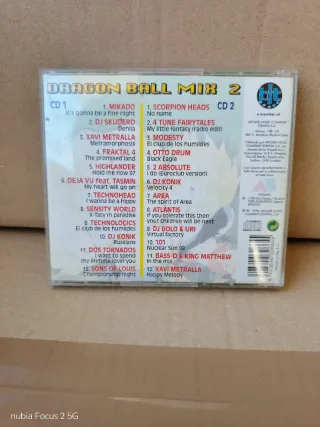 DRAGON BALL MIX 2
CD 1
1. MIKADO
It's gonna be a fine night
2. DJ SKUDERO
Denia
3. XAVI METRALLA
Metramorphosis
4. FRAKTAL 4
The promised land
5. HIGHLANDER
Hold me now 97
6. DEJA VU feat. TASMIN
My heart will go on
7. TECHNOHEAD
I wanna be a hippy
8. SENSITY WORLD
X-tasy in paradise
9. TECHNOLOGICS
El club de los humildes
10. DJ KONIK
Russians
11. DOS TORNADOS
I want to spend
my lifetime lovin' you
12. SONS OF LOUIS
Championship night
CD 2
1. SCORPION HEADS
No name
2. 4 TUNE FAIRYTALES
My little fantasy (radio edit)
3. MODESTY
El club de los humildes
4. OTTO DRUM
Black Eagle
5. 2 ABSOLUTE
I do (Euroclub version)
6. DJ KONIK
Velocity 4
7. AREA
The spirit of Area
8. ATLANTIS
If you tolerate this then
your children will be next
9. DJ BOLO & URI
Virtual factory
10. 101
Nuclear Sun 98
11. BASS-D & KING MATTHEW
In the mix
12. XAVI METRALLA
Happy Melody
a member of
nubia Focus 2 5G